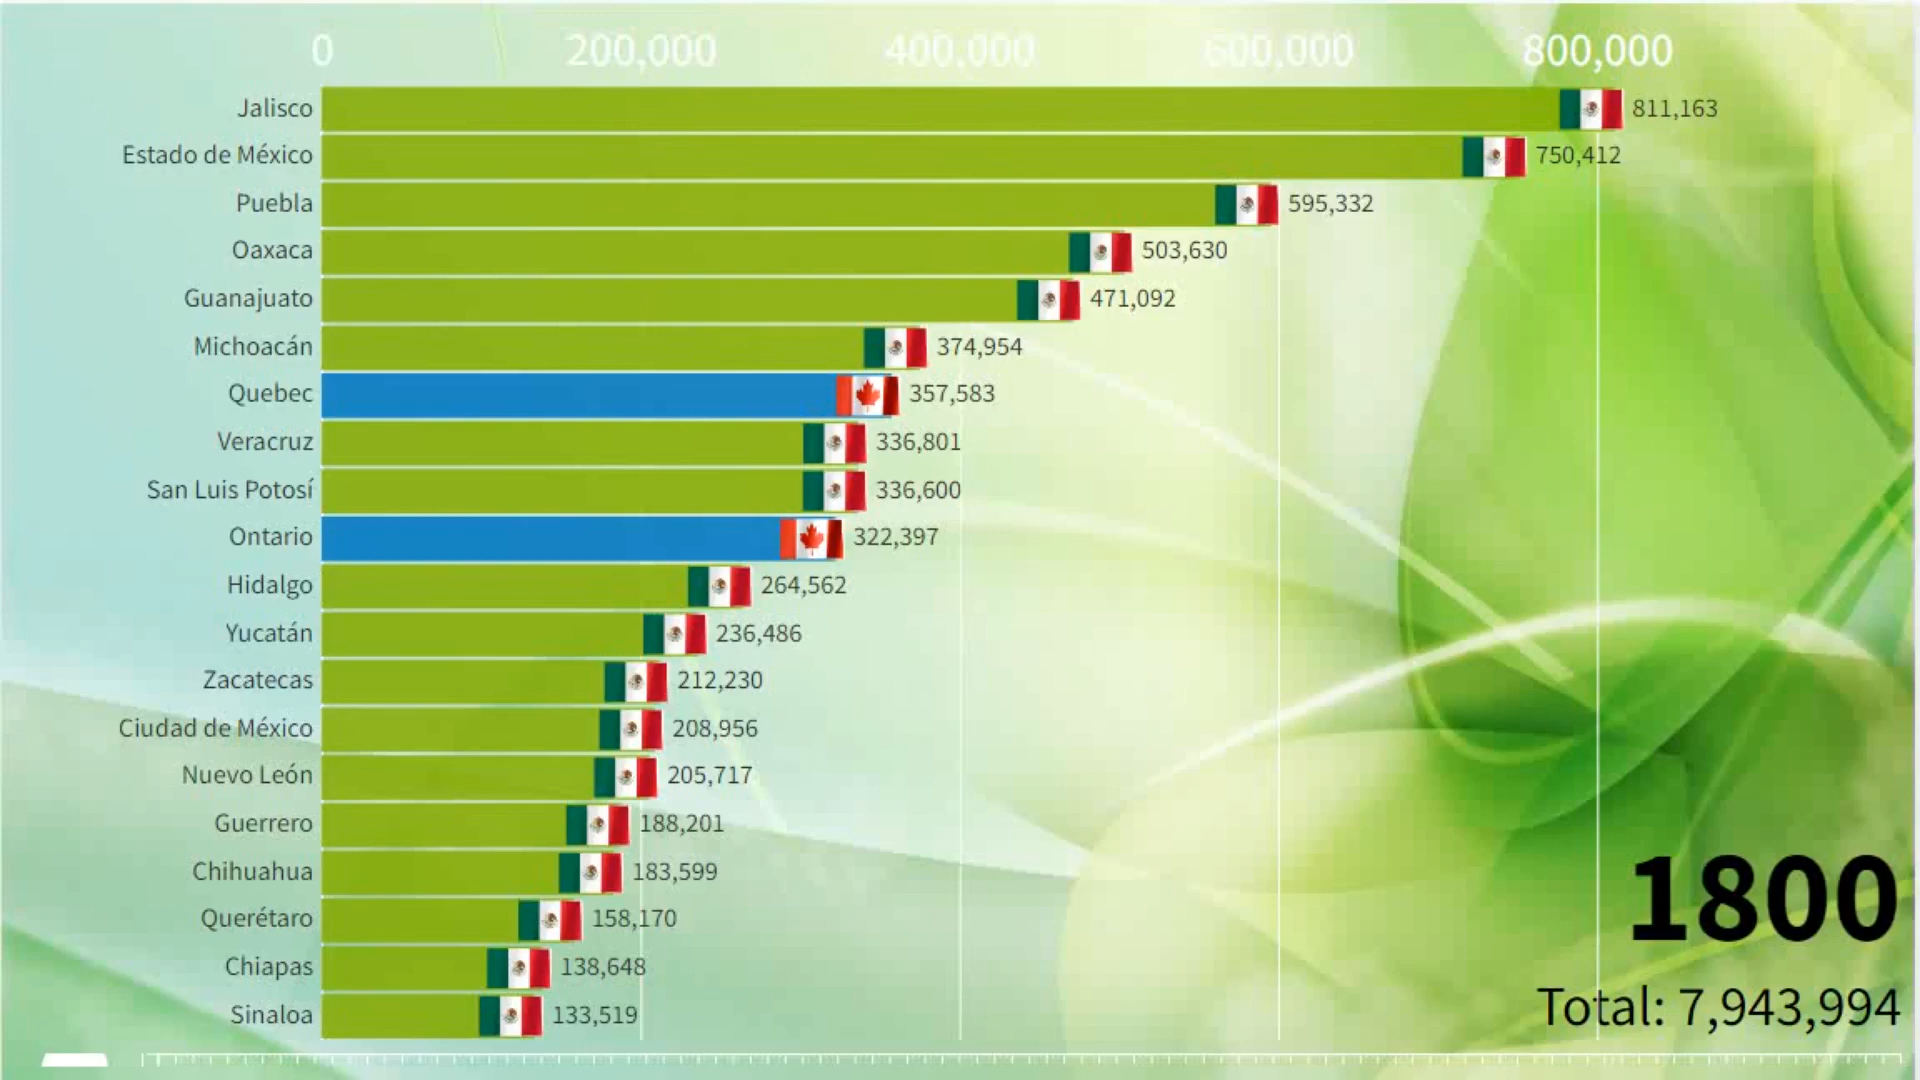 0 200,000 400,000 600,000 800,000
Jalisco 811,163
Estado de México 750,412
Puebla 595,332
Oaxaca 503,630
Guanajuato 471,092
Michoacán 374,954
Quebec 357,583
Veracruz 336,801
San Luis Potosí 336,600
Ontario 322,397
Hidalgo 264,562
Yucatán 236,486
Zacatecas 212,230
Ciudad de México 208,956
Nuevo León 205,717
Guerrero 188,201
Chihuahua 183,599
Querétaro 158,170
Chiapas 138,648
Sinaloa 133,519
1800
Total: 7,943,994